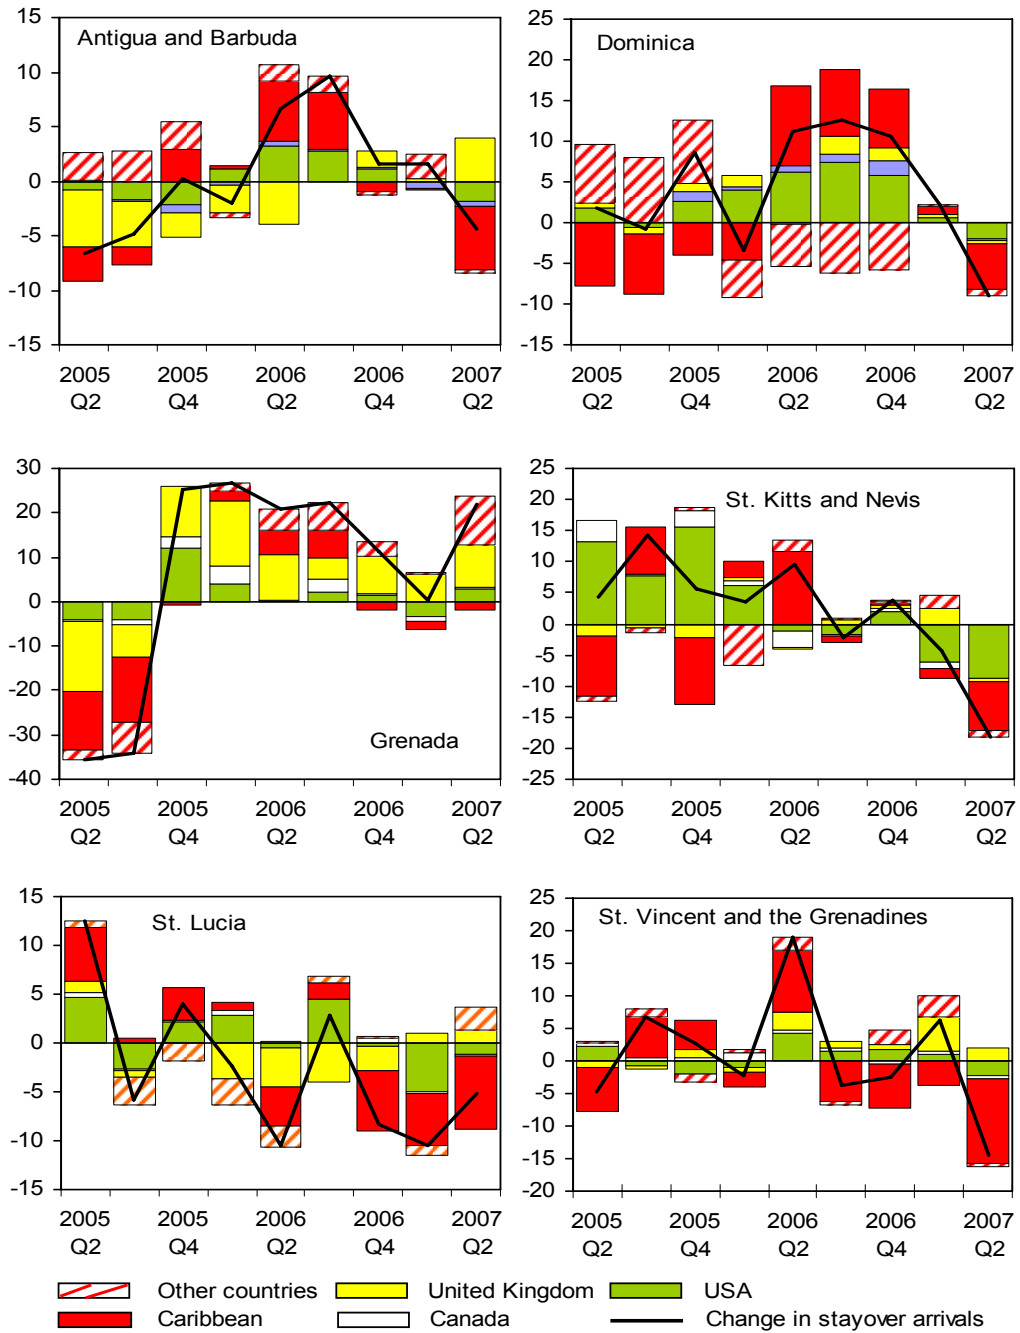 Antigua and Barbuda
15
10
5
0
-5
-10
-15
2005 2005 2006 2006 2007
Q2 Q4 Q2 Q4 Q2
Dominica
25
20
15
10
5
0
-5
-10
-15
2005 2005 2006 2006 2007
Q2 Q4 Q2 Q4 Q2
Grenada
30
20
10
0
-10
-20
-30
-40
2005 2005 2006 2006 2007
Q2 Q4 Q2 Q4 Q2
St. Kitts and Nevis
25
20
15
10
5
0
-5
-10
-15
-20
-25
2005 2005 2006 2006 2007
Q2 Q4 Q2 Q4 Q2
St. Lucia
15
10
5
0
-5
-10
-15
2005 2005 2006 2006 2007
Q2 Q4 Q2 Q4 Q2
St. Vincent and the Grenadines
25
20
15
10
5
0
-5
-10
-15
-20
2005 2005 2006 2006 2007
Q2 Q4 Q2 Q4 Q2
Other countries United Kingdom USA
Caribbean Canada Change in stayover arrivals